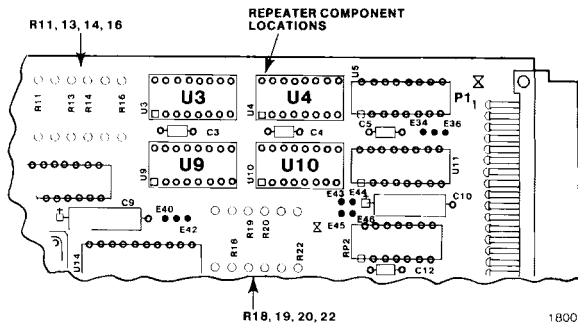 REPEATER COMPONENT
LOCATIONS
R11, 13, 14, 16
R11
R13
R14
R16
U3
U3
U4
U4
U5
P1
1
C3
C4
C5
E34
E36
U9
U9
U10
U10
U11
E43
E44
C10
C9
E40
E42
R16
R19
R20
R22
E45
E46
RP2
U14
C12
R18, 19, 20, 22
1800